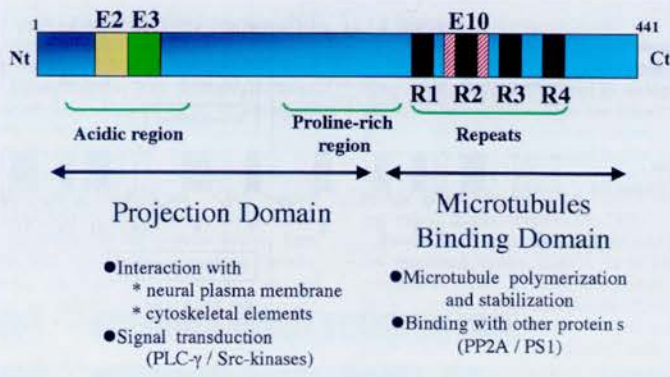 1 E2 E3 E10 441
Nt Ct
R1 R2 R3 R4
Acidic region
Proline-rich
region
Repeats
Projection Domain
●Interaction with
* neural plasma membrane
* cytoskeletal elements
●Signal transduction
(PLC-γ / Src-kinases)
Microtubules
Binding Domain
●Microtubule polymerization
and stabilization
●Binding with other protein s
(PP2A / PS1)